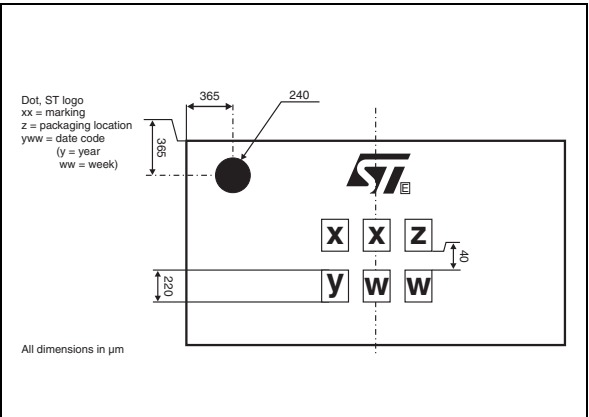 Dot, ST logo
xx = marking
z = packaging location
yww = date code
(y = year
ww = week)
365
240
365
ST
E
x x z
40
y w w
220
All dimensions in µm